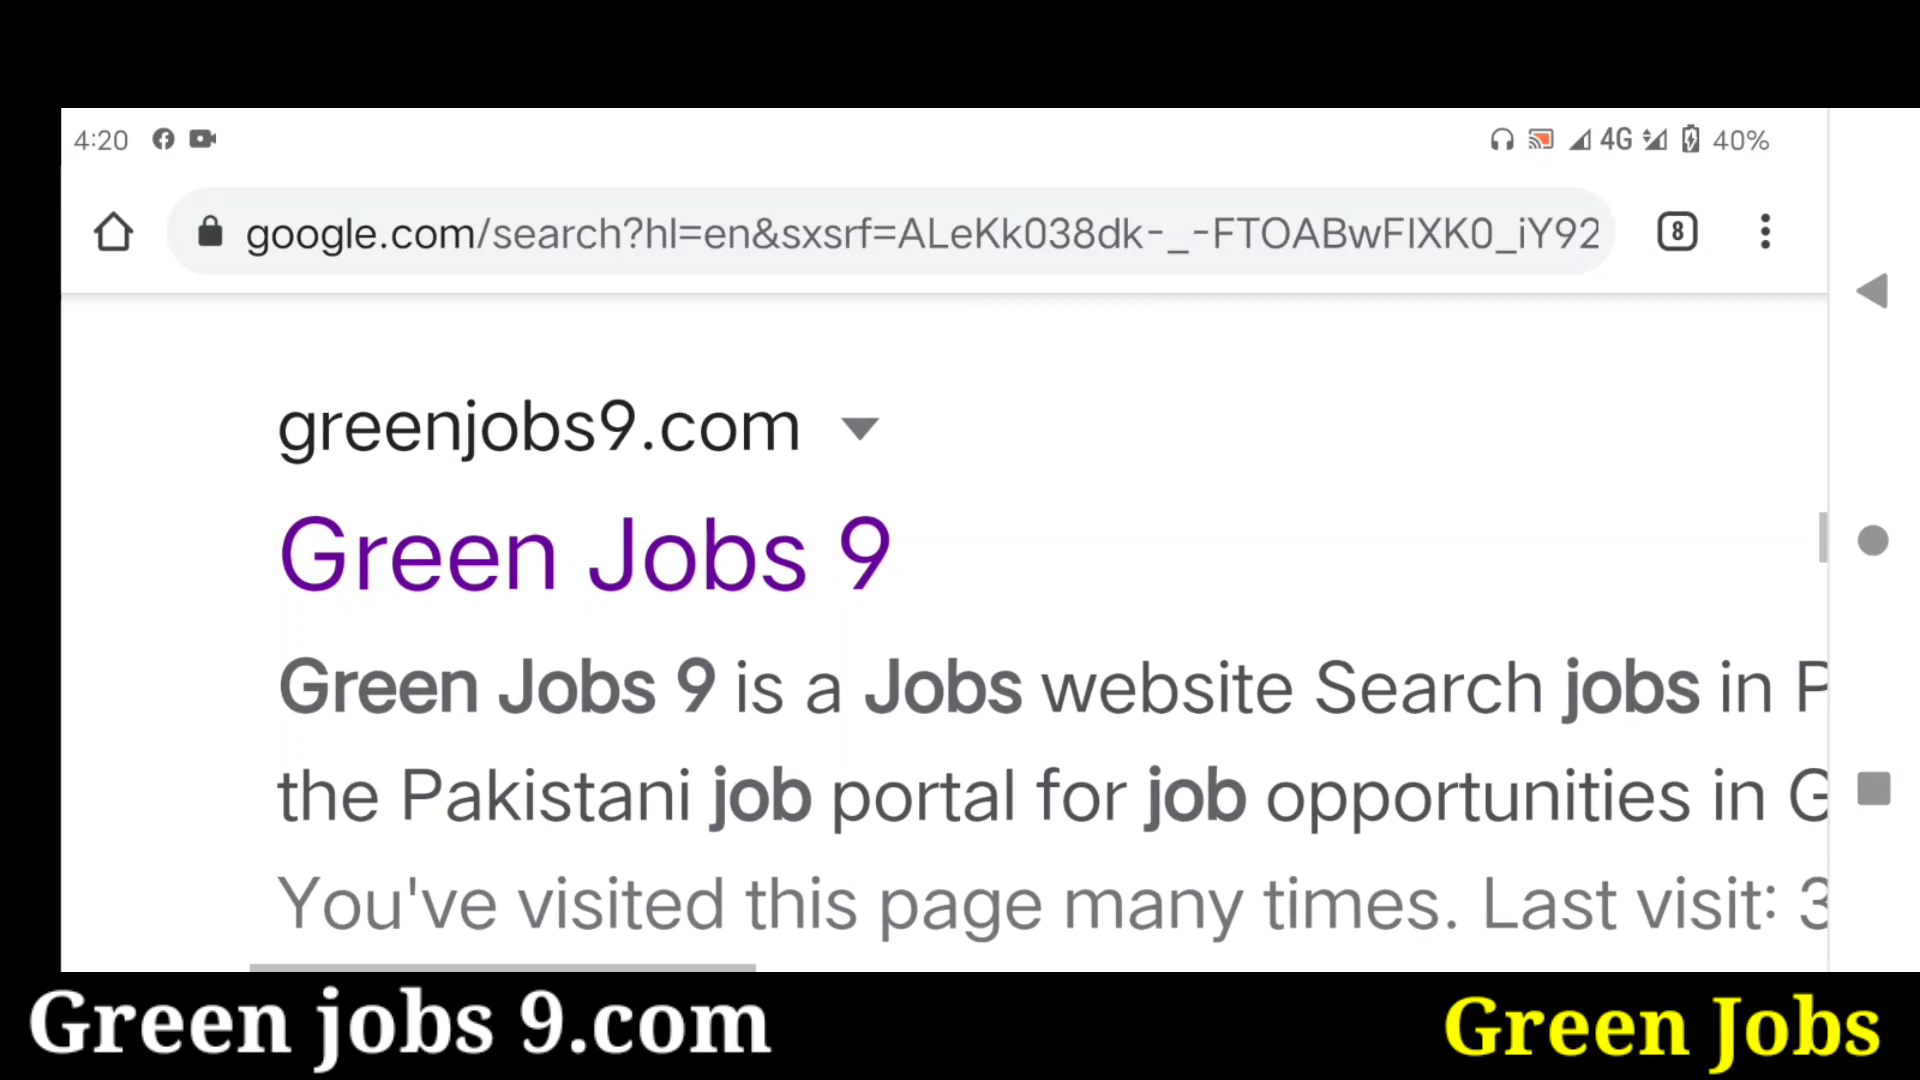 4:20 4G 40%
google.com/search?hl=en&sxsrf=ALeKk038dk-_-FTOABwFIXK0_iY92
8
greenjobs9.com
Green Jobs 9
Green Jobs 9 is a Jobs website Search jobs in P
the Pakistani job portal for job opportunities in G
You've visited this page many times. Last visit: 3
Green jobs 9.com
Green Jobs